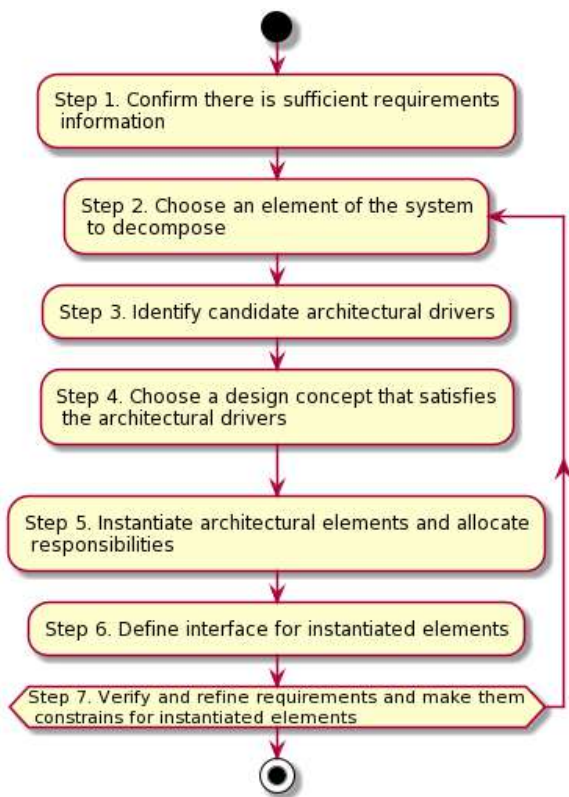 Step 1. Confirm there is sufficient requirements
information
Step 2. Choose an element of the system
to decompose
Step 3. Identify candidate architectural drivers
Step 4. Choose a design concept that satisfies
the architectural drivers
Step 5. Instantiate architectural elements and allocate
responsibilities
Step 6. Define interface for instantiated elements
Step 7. Verify and refine requirements and make them
constrains for instantiated elements